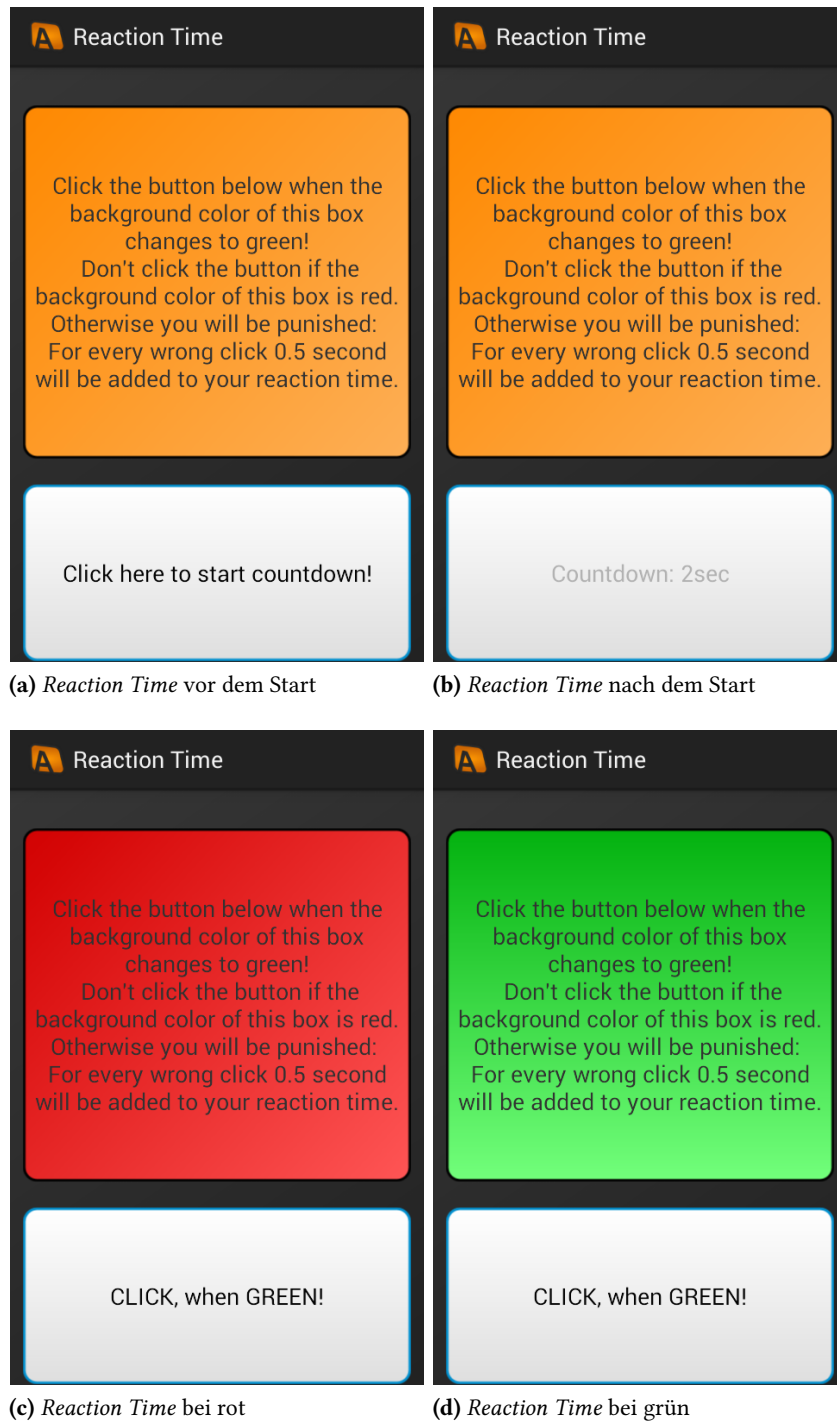 Reaction Time
Click the button below when the
background color of this box
changes to green!
Don't click the button if the
background color of this box is red.
Otherwise you will be punished:
For every wrong click 0.5 second
will be added to your reaction time.
Click here to start countdown!
(a) Reaction Time vor dem Start
Reaction Time
Click the button below when the
background color of this box
changes to green!
Don't click the button if the
background color of this box is red.
Otherwise you will be punished:
For every wrong click 0.5 second
will be added to your reaction time.
Countdown: 2sec
(b) Reaction Time nach dem Start
Reaction Time
Click the button below when the
background color of this box
changes to green!
Don't click the button if the
background color of this box is red.
Otherwise you will be punished:
For every wrong click 0.5 second
will be added to your reaction time.
CLICK, when GREEN!
(c) Reaction Time bei rot
Reaction Time
Click the button below when the
background color of this box
changes to green!
Don't click the button if the
background color of this box is red.
Otherwise you will be punished:
For every wrong click 0.5 second
will be added to your reaction time.
CLICK, when GREEN!
(d) Reaction Time bei grün